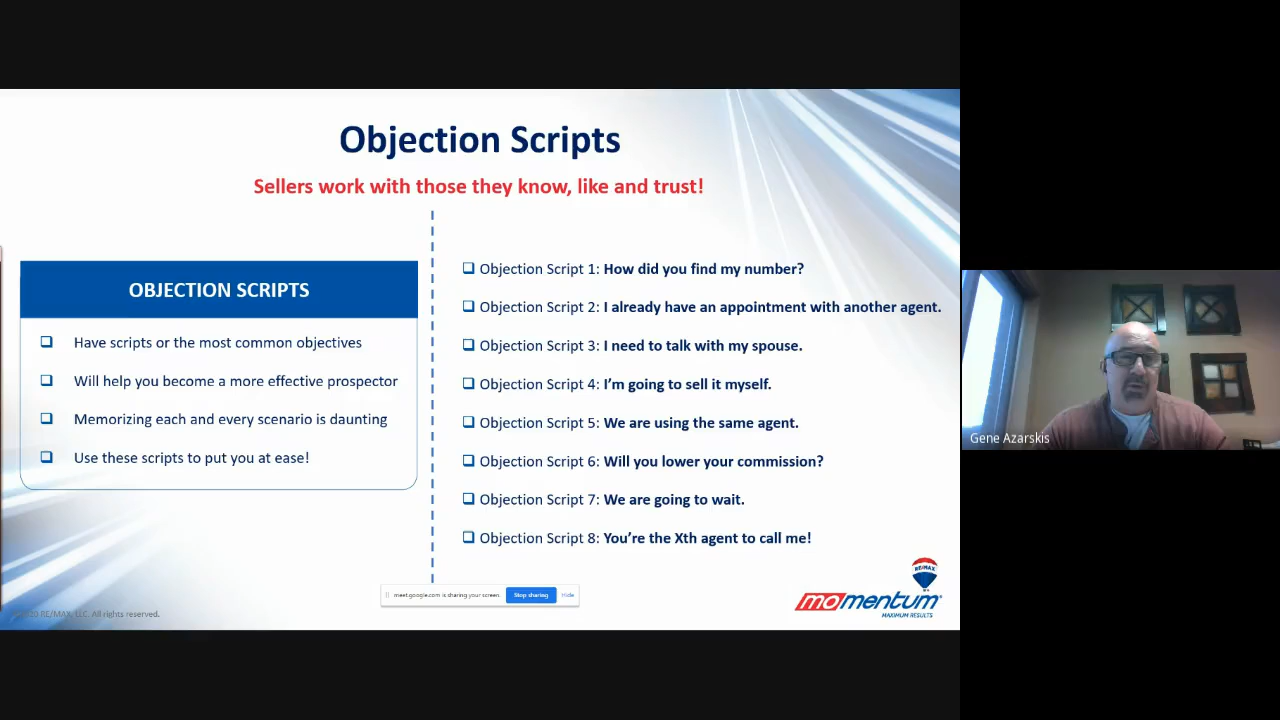 Objection Scripts
Sellers work with those they know, like and trust!
OBJECTION SCRIPTS
Have scripts or the most common objectives
Will help you become a more effective prospector
Memorizing each and every scenario is daunting
Use these scripts to put you at ease!
Objection Script 1: How did you find my number?
Objection Script 2: I already have an appointment with another agent.
Objection Script 3: I need to talk with my spouse.
Objection Script 4: I'm going to sell it myself.
Objection Script 5: We are using the same agent.
Objection Script 6: Will you lower your commission?
Objection Script 7: We are going to wait.
Objection Script 8: You're the Xth agent to call me!
meet.google.com is sharing your screen.
Stop sharing
Hide
RE/MAX, LLC. All rights reserved.
RE/MAX
momentum®
MAXIMUM RESULTS
Gene Azarskis